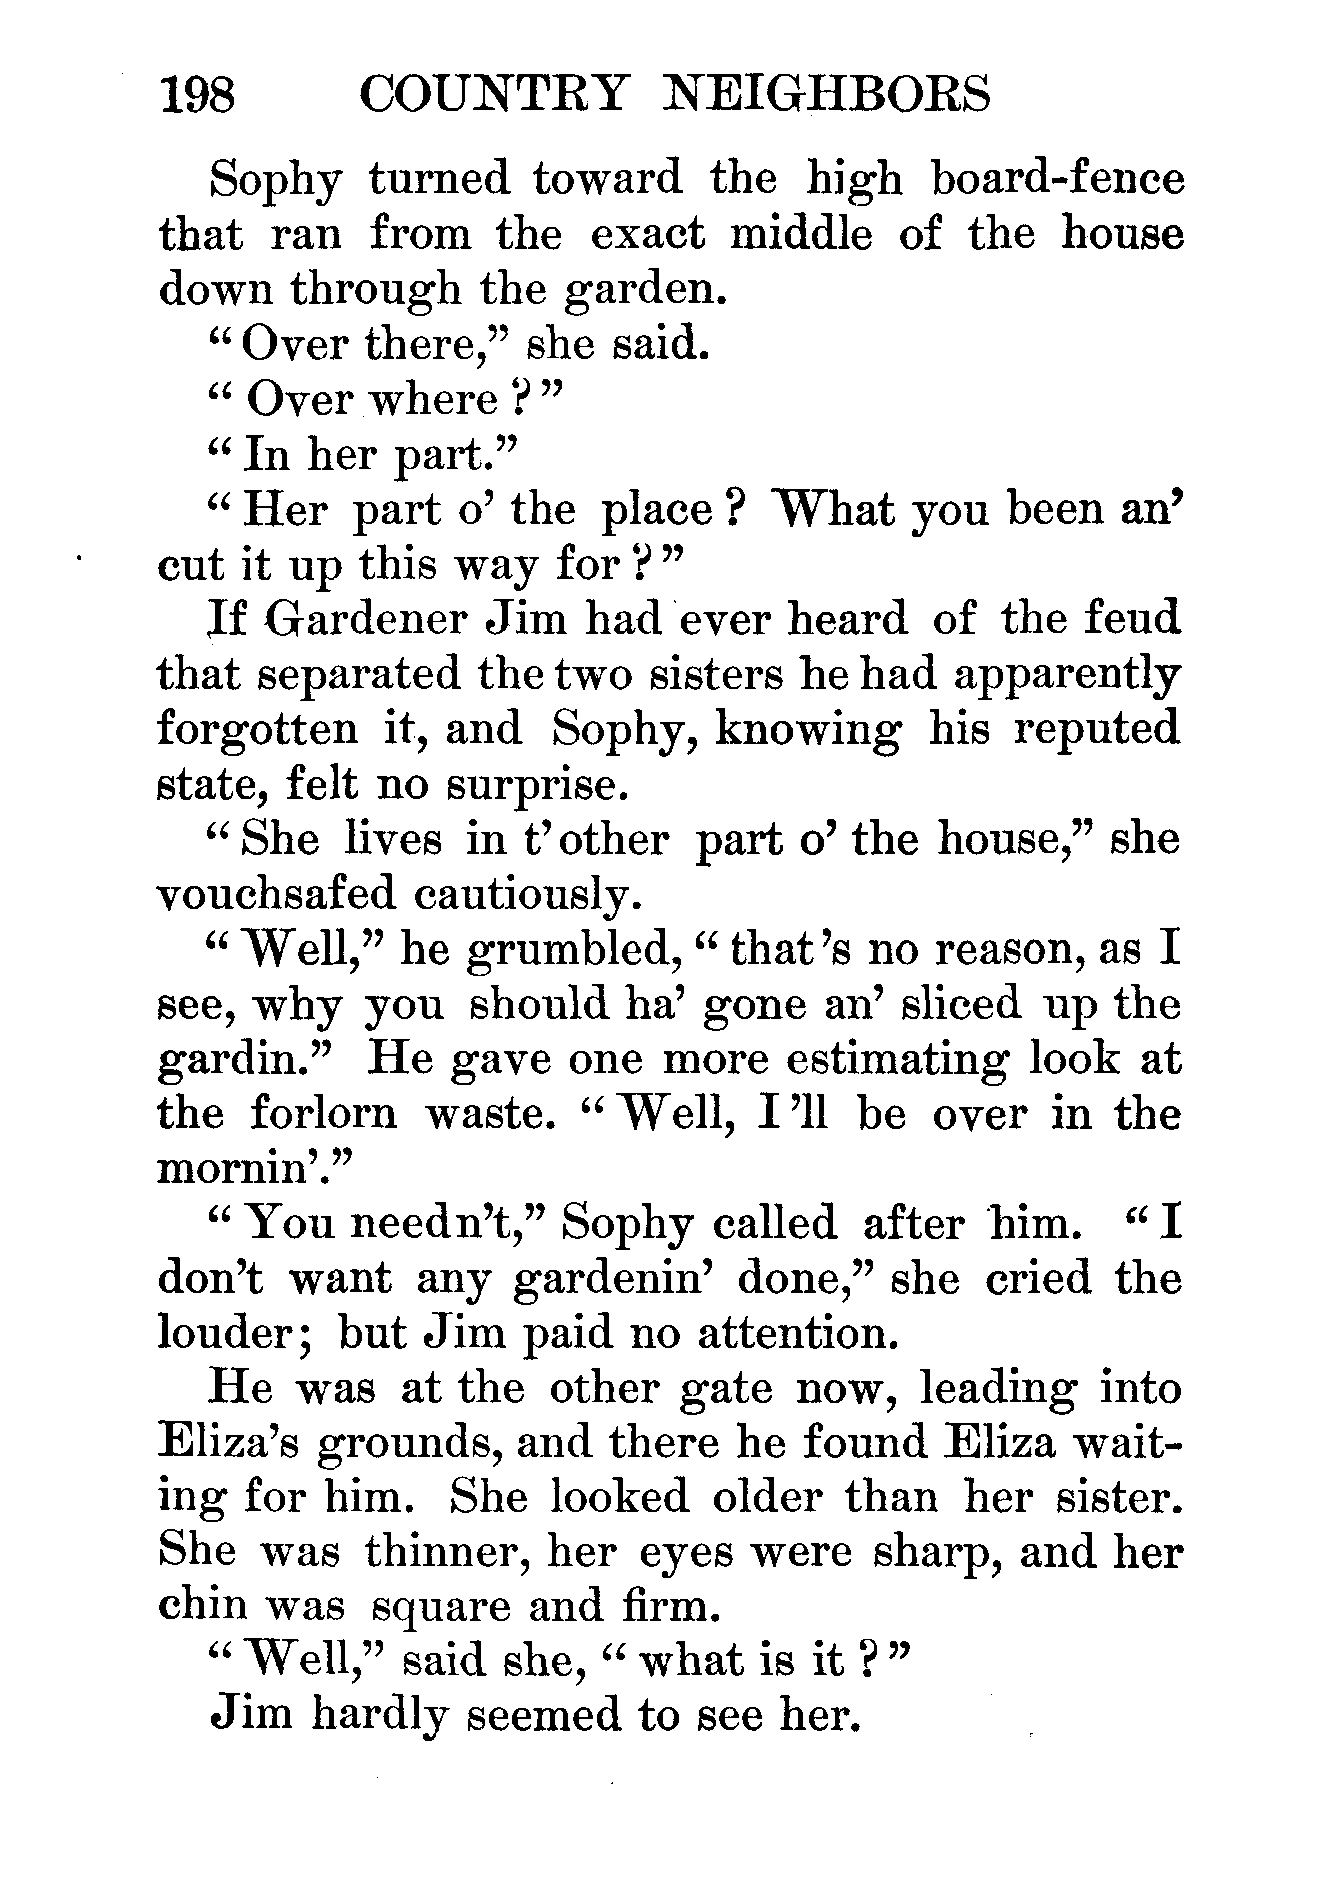 198 COUNTRY NEIGHBORS
Sophy turned toward the high board-fence
that ran from the exact middle of the house
down through the garden.
“Over there,” she said.
“Over where?”
“In her part.”
“Her part o’ the place? What you been an’
cut it up this way for?”
If Gardener Jim had ever heard of the feud
that separated the two sisters he had apparently
forgotten it, and Sophy, knowing his reputed
state, felt no surprise.
“She lives in t’other part o’ the house,” she
vouchsafed cautiously.
“Well,” he grumbled, “that’s no reason, as I
see, why you should ha’ gone an’ sliced up the
gardin.” He gave one more estimating look at
the forlorn waste. “Well, I’ll be over in the
mornin’.”
“You needn’t,” Sophy called after him. “I
don’t want any gardenin’ done,” she cried the
louder; but Jim paid no attention.
He was at the other gate now, leading into
Eliza’s grounds, and there he found Eliza wait-
ing for him. She looked older than her sister.
She was thinner, her eyes were sharp, and her
chin was square and firm.
“Well,” said she, “what is it?”
Jim hardly seemed to see her.